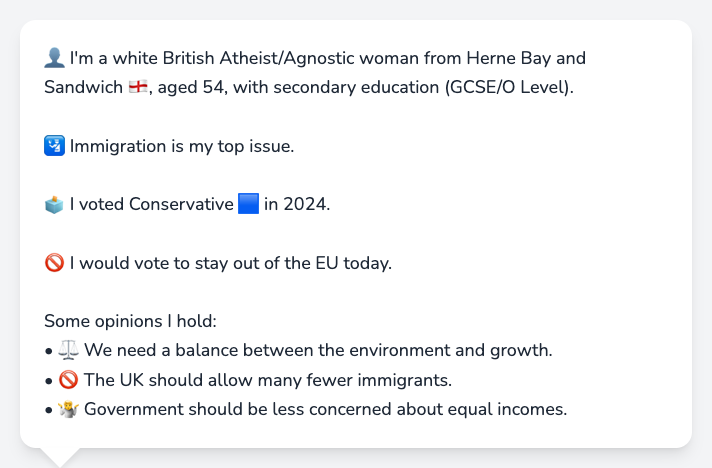 👤 I'm a white British Atheist/Agnostic woman from Herne Bay and
Sandwich 🏴󠁧󠁢󠁥󠁮󠁧󠁿, aged 54, with secondary education (GCSE/O Level).
🛂 Immigration is my top issue.
🗳️ I voted Conservative 🟦 in 2024.
🚫 I would vote to stay out of the EU today.
Some opinions I hold:
• ⚖️ We need a balance between the environment and growth.
• 🚫 The UK should allow many fewer immigrants.
• 🤷 Government should be less concerned about equal incomes.